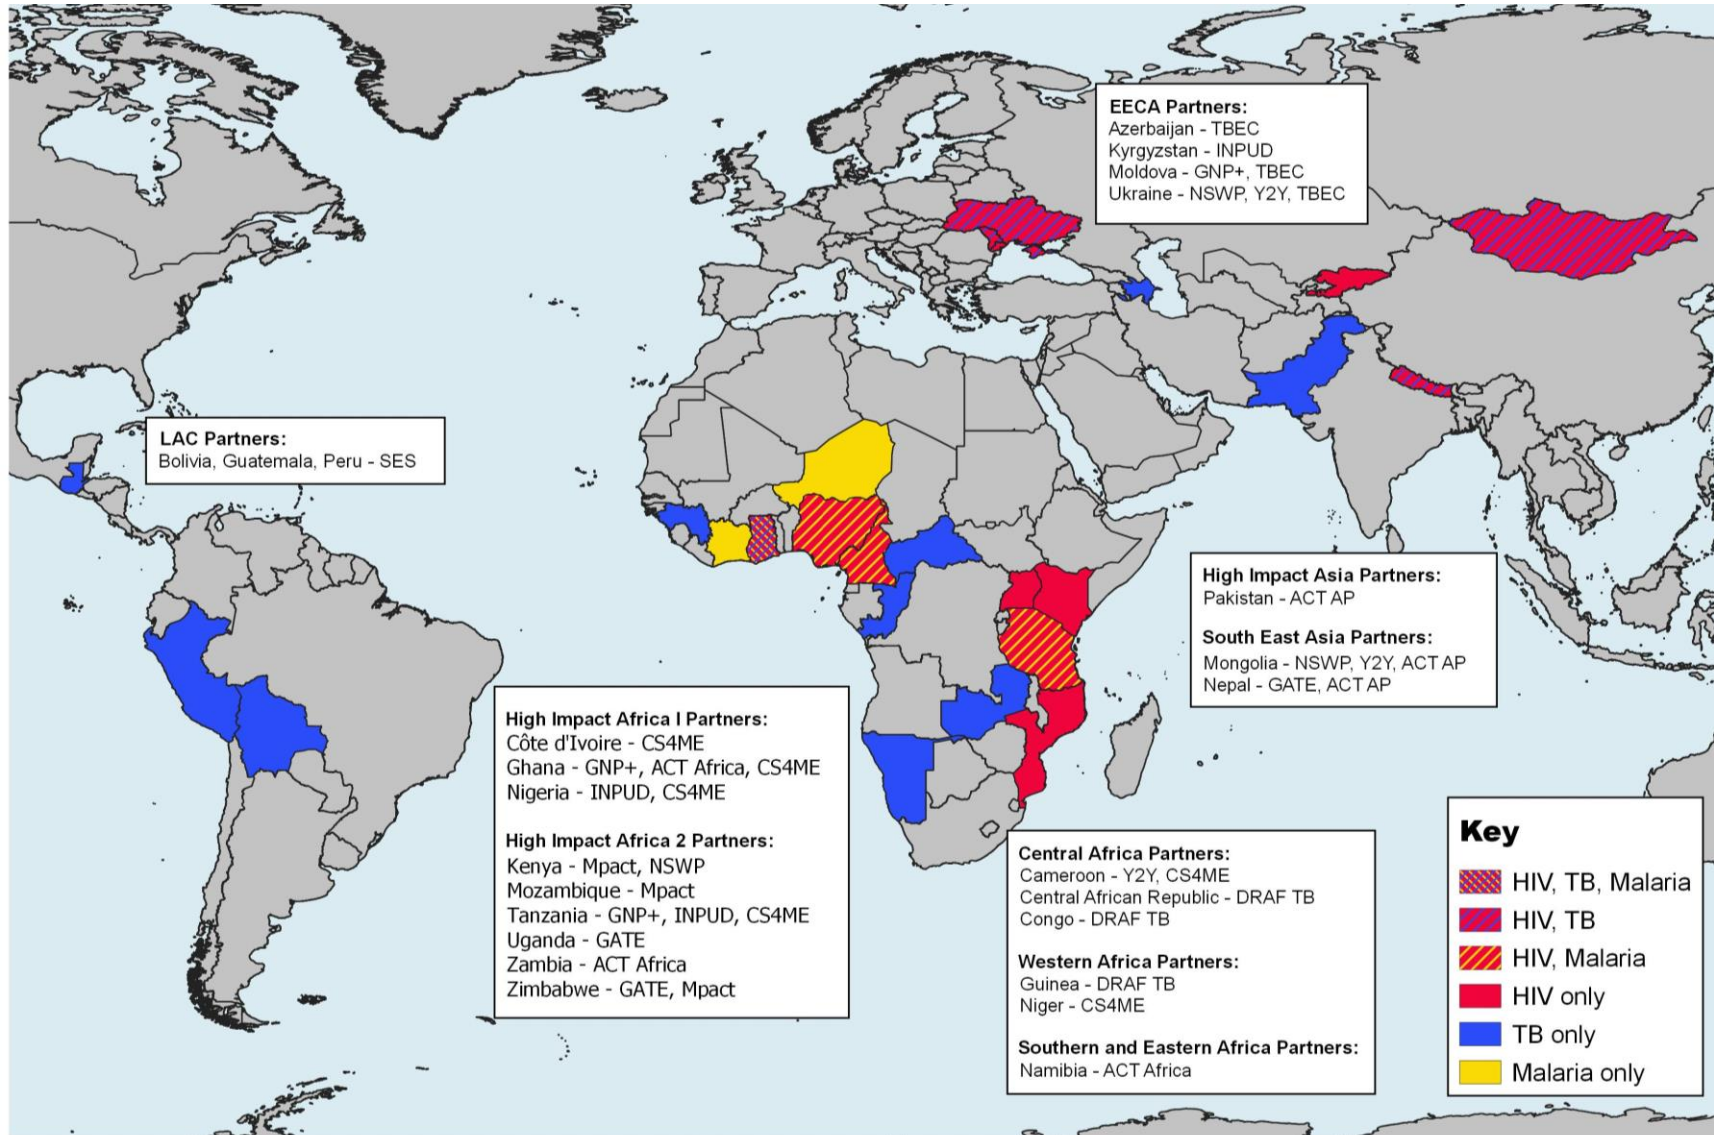 EECA Partners:
Azerbaijan - TBEC
Kyrgyzstan - INPUD
Moldova - GNP+, TBEC
Ukraine - NSWP, Y2Y, TBEC
LAC Partners:
Bolivia, Guatemala, Peru - SES
High Impact Asia Partners:
Pakistan - ACT AP
South East Asia Partners:
Mongolia - NSWP, Y2Y, ACT AP
Nepal - GATE, ACT AP
High Impact Africa I Partners:
Côte d'Ivoire - CS4ME
Ghana - GNP+, ACT Africa, CS4ME
Nigeria - INPUD, CS4ME
High Impact Africa 2 Partners:
Kenya - Mpact, NSWP
Mozambique - Mpact
Tanzania - GNP+, INPUD, CS4ME
Uganda - GATE
Zambia - ACT Africa
Zimbabwe - GATE, Mpact
Central Africa Partners:
Cameroon - Y2Y, CS4ME
Central African Republic - DRAF TB
Congo - DRAF TB
Western Africa Partners:
Guinea - DRAF TB
Niger - CS4ME
Southern and Eastern Africa Partners:
Namibia - ACT Africa
Key
HIV, TB, Malaria
HIV, TB
HIV, Malaria
HIV only
TB only
Malaria only